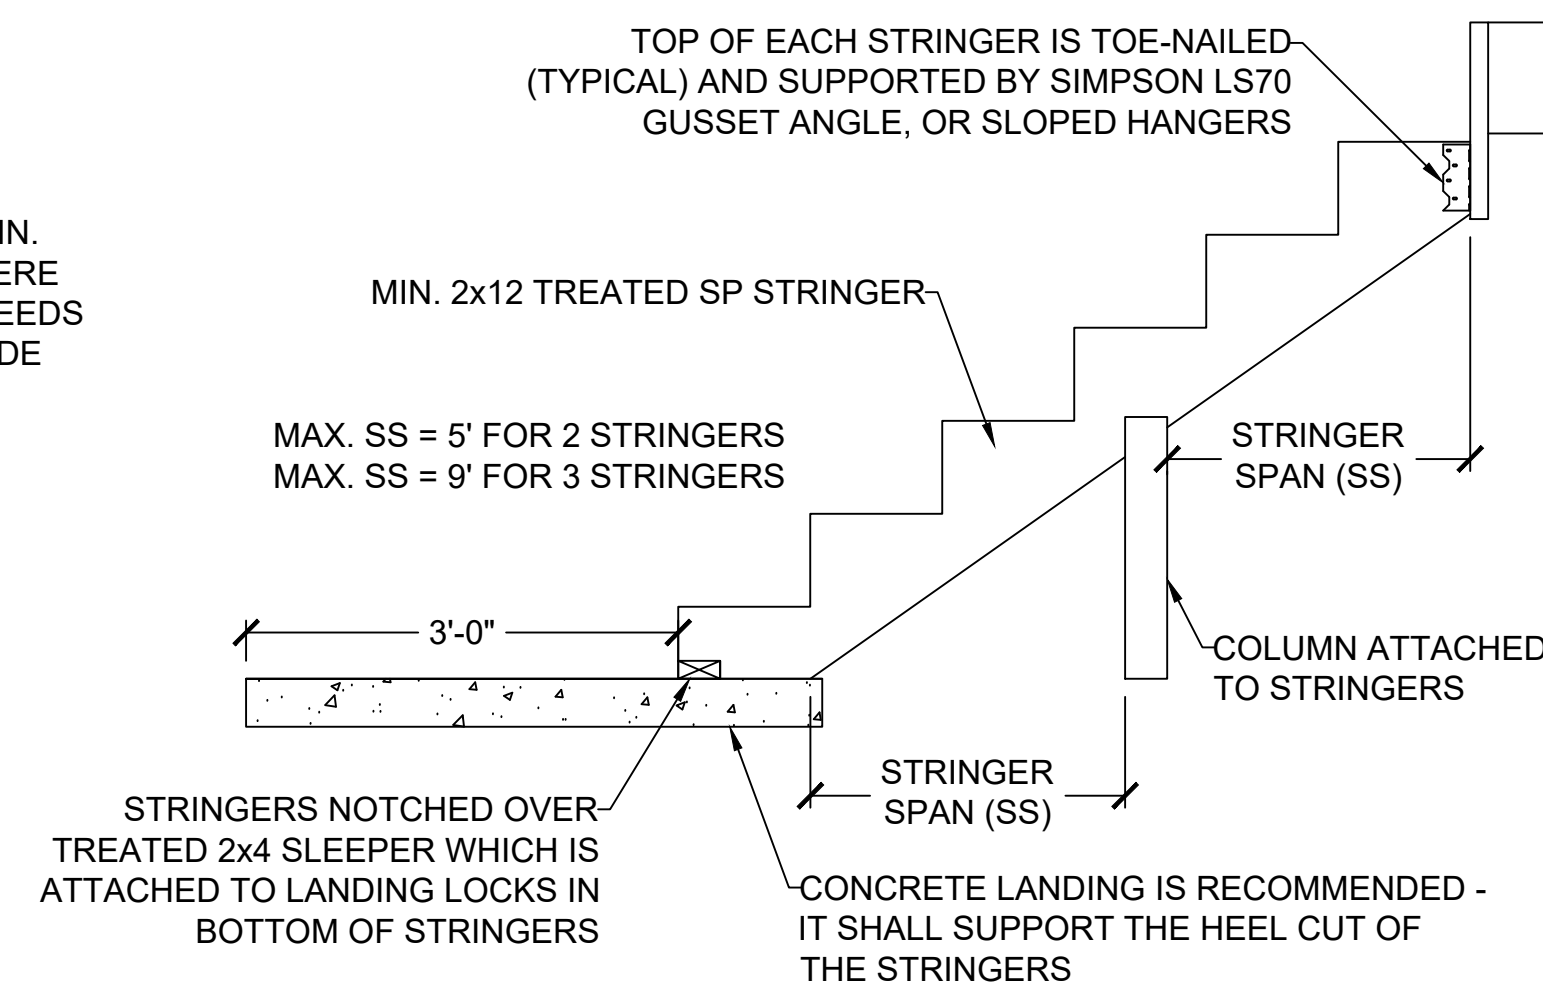 TOP OF EACH STRINGER IS TOE-NAILED
(TYPICAL) AND SUPPORTED BY SIMPSON LS70
GUSSET ANGLE, OR SLOPED HANGERS
IN.
ERE
EEDS
DE
MIN. 2x12 TREATED SP STRINGER
MAX. SS = 5' FOR 2 STRINGERS
MAX. SS = 9' FOR 3 STRINGERS
STRINGER
SPAN (SS)
3'-0"
COLUMN ATTACHED
TO STRINGERS
STRINGER
SPAN (SS)
STRINGERS NOTCHED OVER
TREATED 2x4 SLEEPER WHICH IS
ATTACHED TO LANDING LOCKS IN
BOTTOM OF STRINGERS
CONCRETE LANDING IS RECOMMENDED -
IT SHALL SUPPORT THE HEEL CUT OF
THE STRINGERS